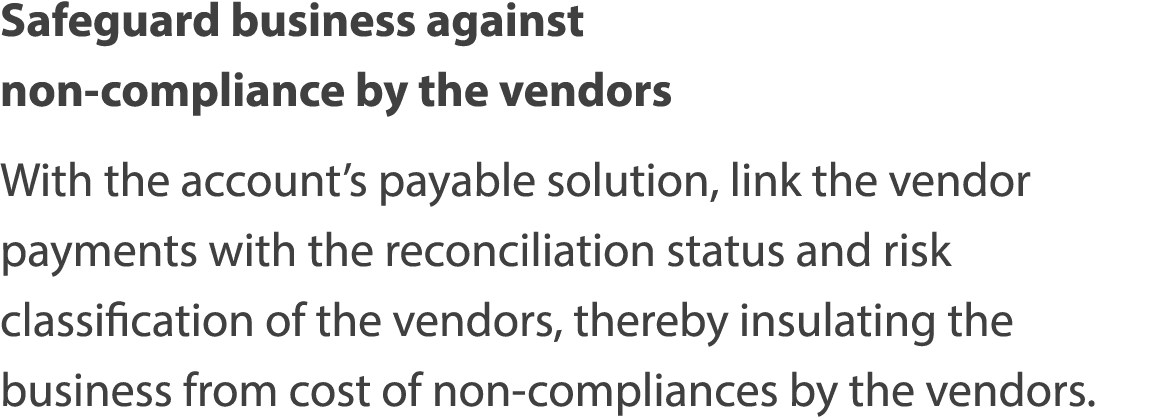 Safeguard business against
non-compliance by the vendors
With the account’s payable solution, link the vendor
payments with the reconciliation status and risk
classification of the vendors, thereby insulating the
business from cost of non-compliances by the vendors.